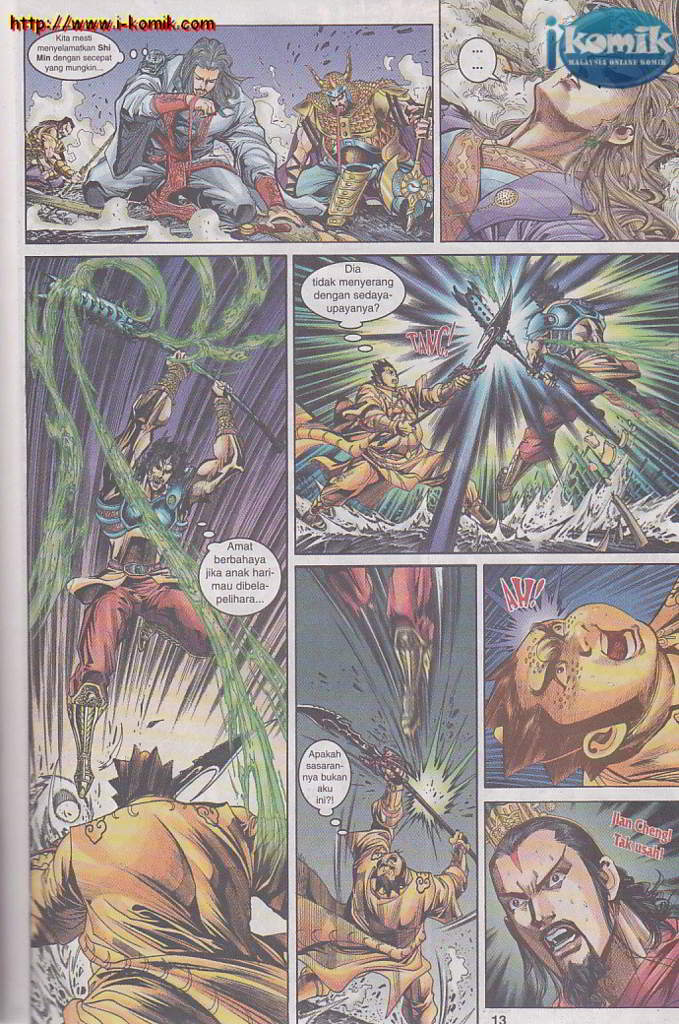 http://www.i-komik.com
ikomik
MALAYSIA ONLINE KOMIK
Kita mesti
menyelamatkan Shi
Min dengan secepat
yang mungkin...
...
...
Dia
tidak menyerang
dengan sedaya-
upayanya?
TANG!
Amat
berbahaya
jika anak hari-
mau dibela-
pelihara...
Apakah
sasaran-
nya bukan
aku
ini?!
AH!
Jian Cheng!
Tak usah!
13